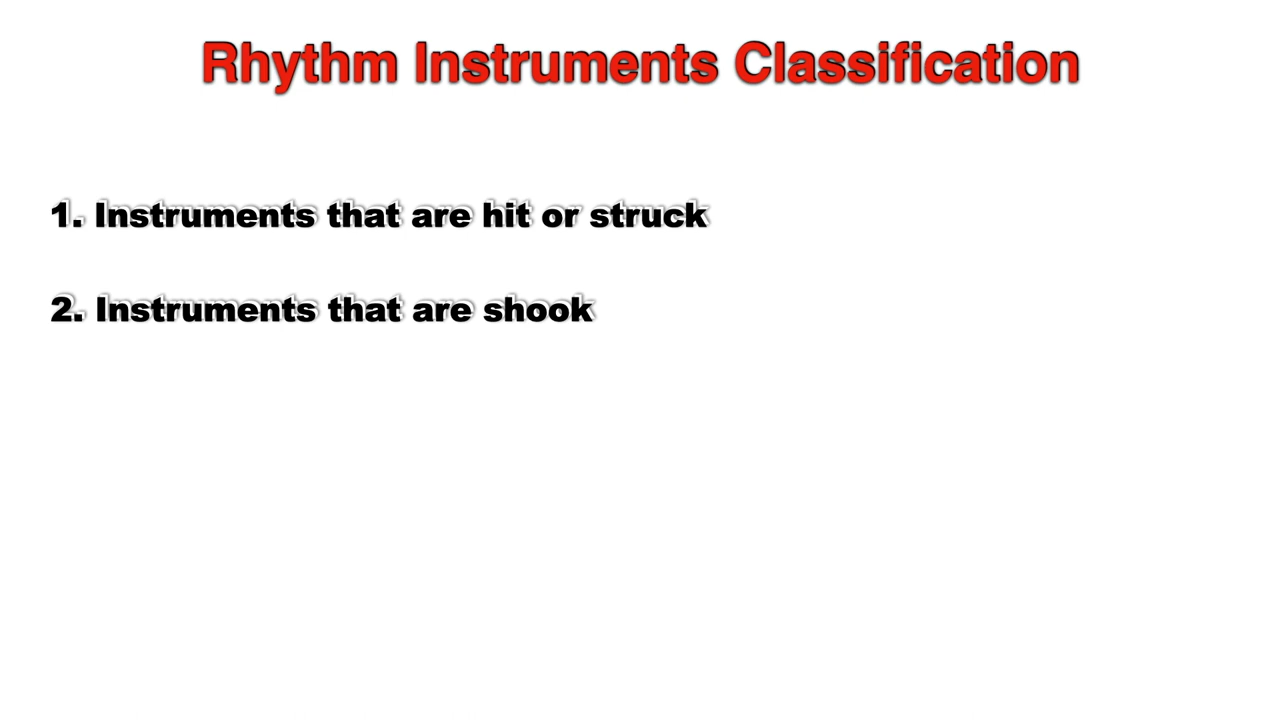 Rhythm Instruments Classification
1. Instruments that are hit or struck
2. Instruments that are shook